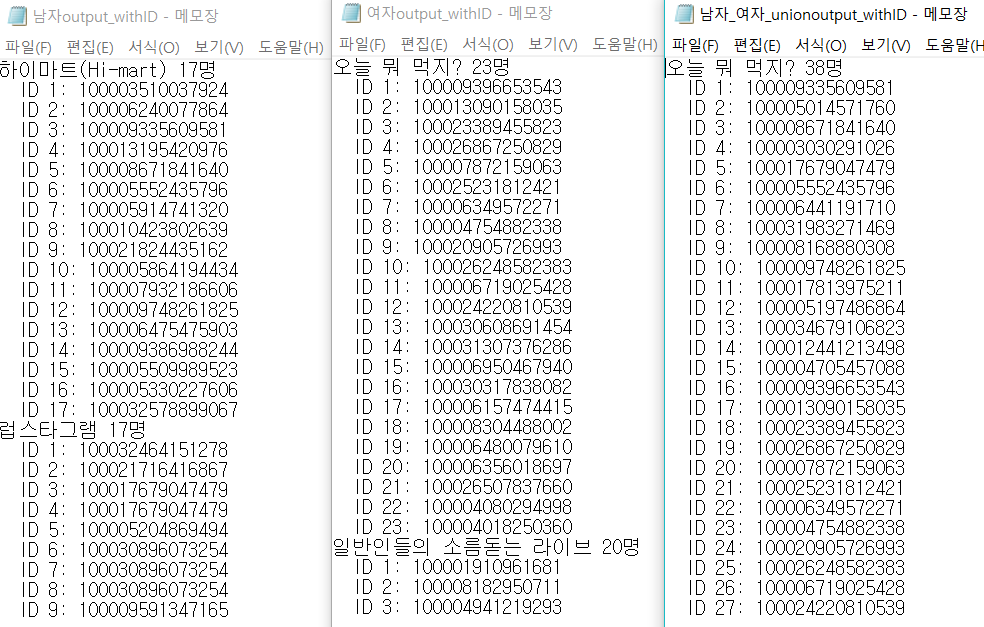 남자output_withID - 메모장
파일(F) 편집(E) 서식(O) 보기(V) 도움말(H)
하이마트(Hi-mart) 17명
ID 1: 100003510037924
ID 2: 100006240077864
ID 3: 100009335609581
ID 4: 100013195420976
ID 5: 100008671841640
ID 6: 100005552435796
ID 7: 100005914741320
ID 8: 100010423802639
ID 9: 100021824435162
ID 10: 100005864194434
ID 11: 100007932186606
ID 12: 100009748261825
ID 13: 100006475475903
ID 14: 100009386988244
ID 15: 100005509989523
ID 16: 100005330227606
ID 17: 100032578899067
럽스타그램 17명
ID 1: 100032464151278
ID 2: 100021716416867
ID 3: 100017679047479
ID 4: 100017679047479
ID 5: 100005204869494
ID 6: 100030896073254
ID 7: 100030896073254
ID 8: 100030896073254
ID 9: 100009591347165
여자output_withID - 메모장
파일(F) 편집(E) 서식(O) 보기(V) 도움말(H)
오늘 뭐 먹지? 23명
ID 1: 100009396653543
ID 2: 100013090158035
ID 3: 100023389455823
ID 4: 100026867250829
ID 5: 100007872159063
ID 6: 100025231812421
ID 7: 100006349572271
ID 8: 100004754882338
ID 9: 100020905726993
ID 10: 100026248582383
ID 11: 100006719025428
ID 12: 100024220810539
ID 13: 100030608691454
ID 14: 100031307376286
ID 15: 100006950467940
ID 16: 100030317838082
ID 17: 100006157474415
ID 18: 100008304488002
ID 19: 100006480079610
ID 20: 100006356018697
ID 21: 100026507837660
ID 22: 100004080294998
ID 23: 100004018250360
일반인들의 소름돋는 라이브 20명
ID 1: 100001910961681
ID 2: 100008182950711
ID 3: 100004941219293
남자_여자_unionoutput_withID - 메모장
파일(F) 편집(E) 서식(O) 보기(V) 도움말(H
오늘 뭐 먹지? 38명
ID 1: 100009335609581
ID 2: 100005014571760
ID 3: 100008671841640
ID 4: 100003030291026
ID 5: 100017679047479
ID 6: 100005552435796
ID 7: 100006441191710
ID 8: 100031983271469
ID 9: 100008168880308
ID 10: 100009748261825
ID 11: 100017813975211
ID 12: 100005197486864
ID 13: 100034679106823
ID 14: 100012441213498
ID 15: 100004705457088
ID 16: 100009396653543
ID 17: 100013090158035
ID 18: 100023389455823
ID 19: 100026867250829
ID 20: 100007872159063
ID 21: 100025231812421
ID 22: 100006349572271
ID 23: 100004754882338
ID 24: 100020905726993
ID 25: 100026248582383
ID 26: 100006719025428
ID 27: 100024220810539